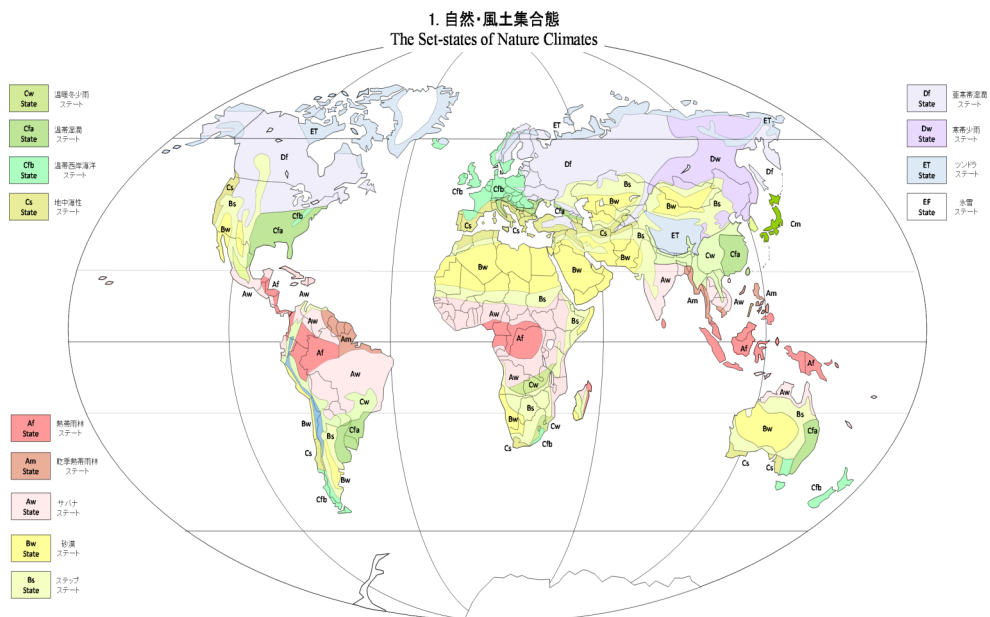 1. 自然・風土集合態
The Set-states of Nature Climates
Cw
State
温暖冬少雨
ステート
Cfa
State
温帯湿潤
ステート
Cfb
State
温帯西岸海洋
ステート
Cs
State
地中海性
ステート
Df
State
亜寒帯湿潤
ステート
Dw
State
寒帯少雨
ステート
ET
State
ツンドラ
ステート
EF
State
氷雪
ステート
Af
State
熱帯雨林
ステート
Am
State
乾季熱帯雨林
ステート
Aw
State
サバナ
ステート
Bw
State
砂漠
ステート
Bs
State
ステップ
ステート
ET
Df
Cs
Bs
Cfb
Cfa
Bw
Aw
Af
Aw
Aw
Am
Af
Aw
Cw
Bw
Cfa
Bs
Cs
Bw
Cfb
ET
ET
Df
Dw
Df
Cfb
Cfb
Cs
Cs
Cfa
Bs
Bw
Bw
Bs
Cs
Bs
ET
Cw
Cfa
Cm
Bw
Bw
Bs
Aw
Bs
Af
Aw
Cw
Bs
Bw
Cw
Cs
Cfb
Aw
Am
Aw
Am
Af
Af
Aw
Bs
Bw
Cfa
Cs
Cs
Cfb